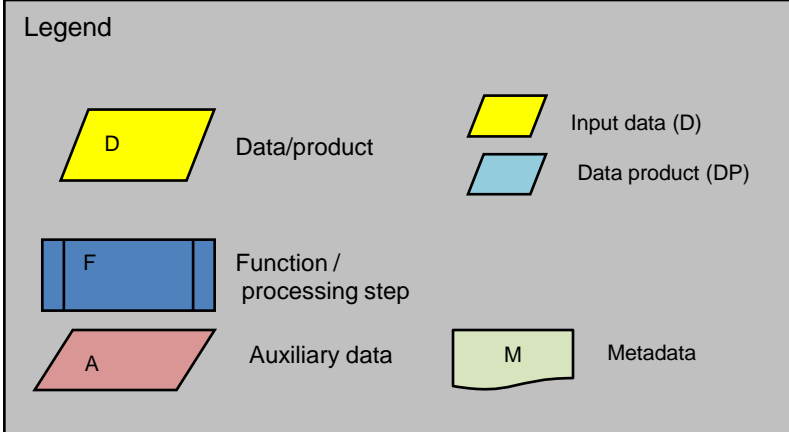 Legend
D
Data/product
Input data (D)
Data product (DP)
F
Function /
processing step
A
Auxiliary data
M
Metadata